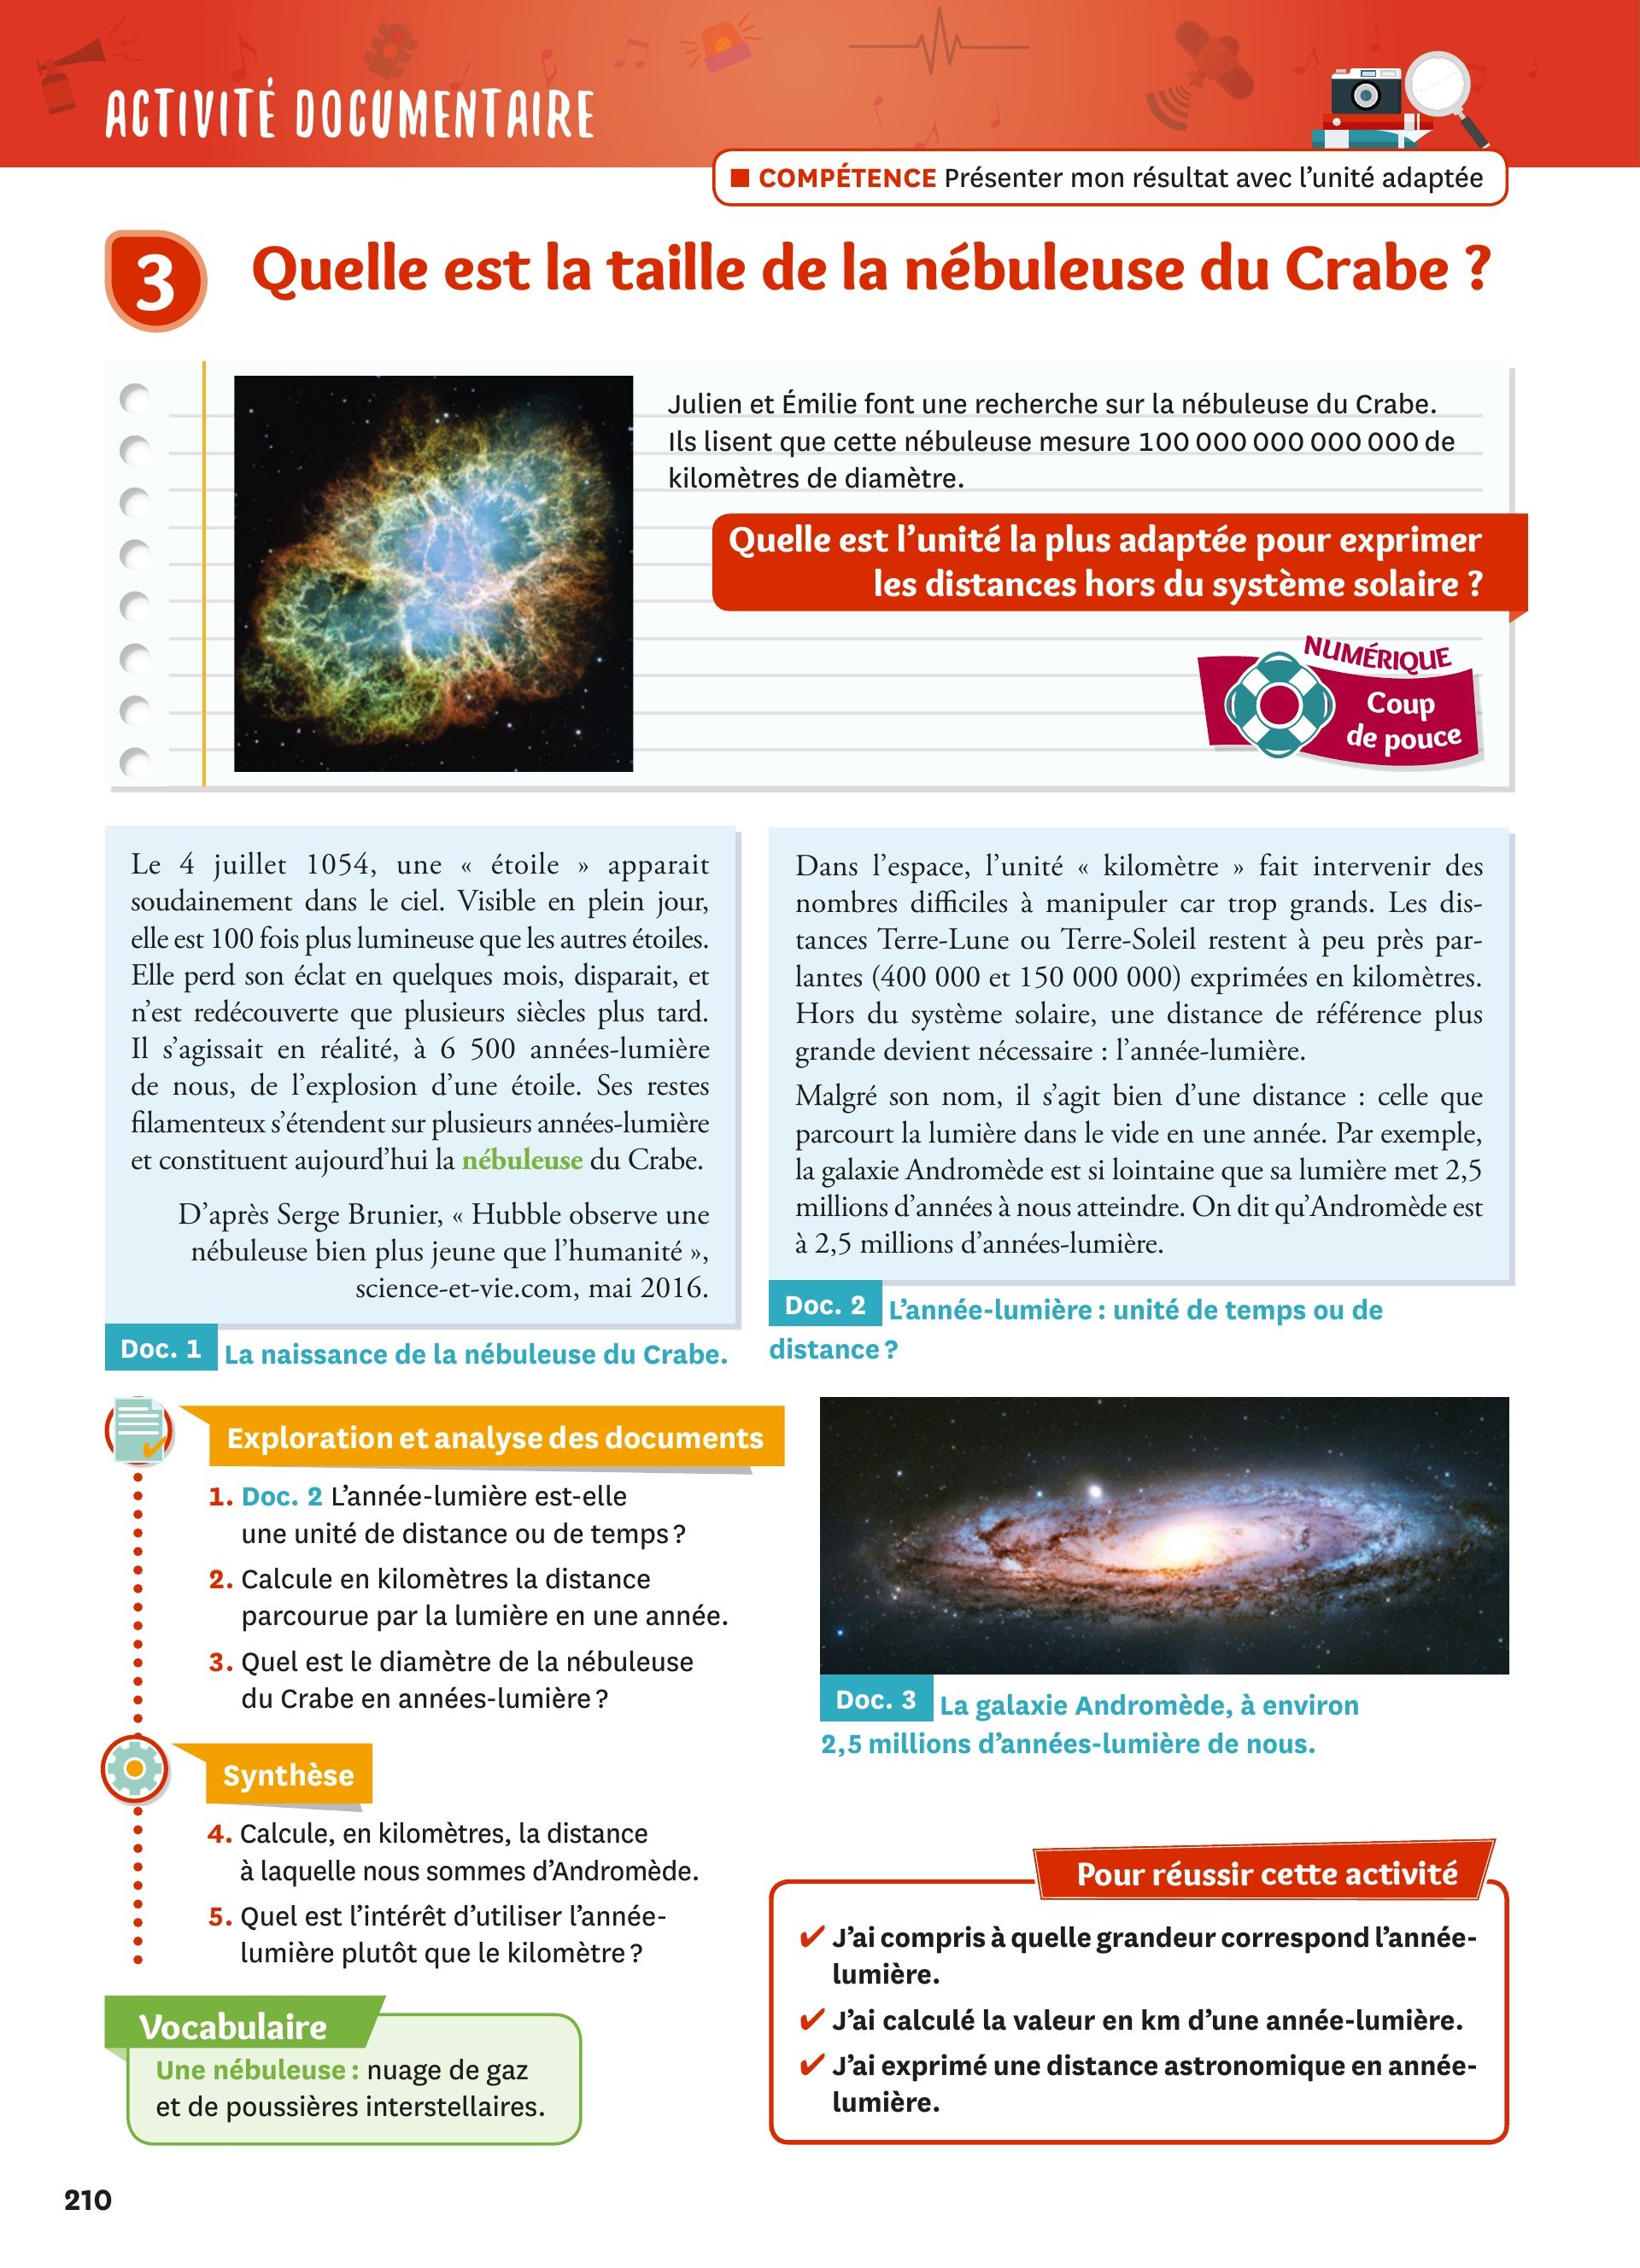 ACTIVITÉ DOCUMENTAIRE
■ COMPÉTENCE Présenter mon résultat avec l’unité adaptée
3 Quelle est la taille de la nébuleuse du Crabe ?
Julien et Émilie font une recherche sur la nébuleuse du Crabe.
Ils lisent que cette nébuleuse mesure 100 000 000 000 000 de
kilomètres de diamètre.
Quelle est l’unité la plus adaptée pour exprimer
les distances hors du système solaire ?
NUMÉRIQUE
Coup
de pouce
Le 4 juillet 1054, une « étoile » apparait
soudainement dans le ciel. Visible en plein jour,
elle est 100 fois plus lumineuse que les autres étoiles.
Elle perd son éclat en quelques mois, disparait, et
n’est redécouverte que plusieurs siècles plus tard.
Il s’agissait en réalité, à 6 500 années-lumière
de nous, de l’explosion d’une étoile. Ses restes
filamenteux s’étendent sur plusieurs années-lumière
et constituent aujourd’hui la nébuleuse du Crabe.
D’après Serge Brunier, « Hubble observe une
nébuleuse bien plus jeune que l’humanité »,
science-et-vie.com, mai 2016.
Doc. 1 La naissance de la nébuleuse du Crabe.
Dans l’espace, l’unité « kilomètre » fait intervenir des
nombres difficiles à manipuler car trop grands. Les dis-
tances Terre-Lune ou Terre-Soleil restent à peu près par-
lantes (400 000 et 150 000 000) exprimées en kilomètres.
Hors du système solaire, une distance de référence plus
grande devient nécessaire : l’année-lumière.
Malgré son nom, il s’agit bien d’une distance : celle que
parcourt la lumière dans le vide en une année. Par exemple,
la galaxie Andromède est si lointaine que sa lumière met 2,5
millions d’années à nous atteindre. On dit qu’Andromède est
à 2,5 millions d’années-lumière.
Doc. 2 L’année-lumière : unité de temps ou de
distance ?
Exploration et analyse des documents
1. Doc. 2 L’année-lumière est-elle
une unité de distance ou de temps ?
2. Calcule en kilomètres la distance
parcourue par la lumière en une année.
3. Quel est le diamètre de la nébuleuse
du Crabe en années-lumière ?
Doc. 3 La galaxie Andromède, à environ
2,5 millions d’années-lumière de nous.
Synthèse
4. Calcule, en kilomètres, la distance
à laquelle nous sommes d’Andromède.
5. Quel est l’intérêt d’utiliser l’année-
lumière plutôt que le kilomètre ?
Vocabulaire
Une nébuleuse : nuage de gaz
et de poussières interstellaires.
Pour réussir cette activité
✔ J’ai compris à quelle grandeur correspond l’année-
lumière.
✔ J’ai calculé la valeur en km d’une année-lumière.
✔ J’ai exprimé une distance astronomique en année-
lumière.
210